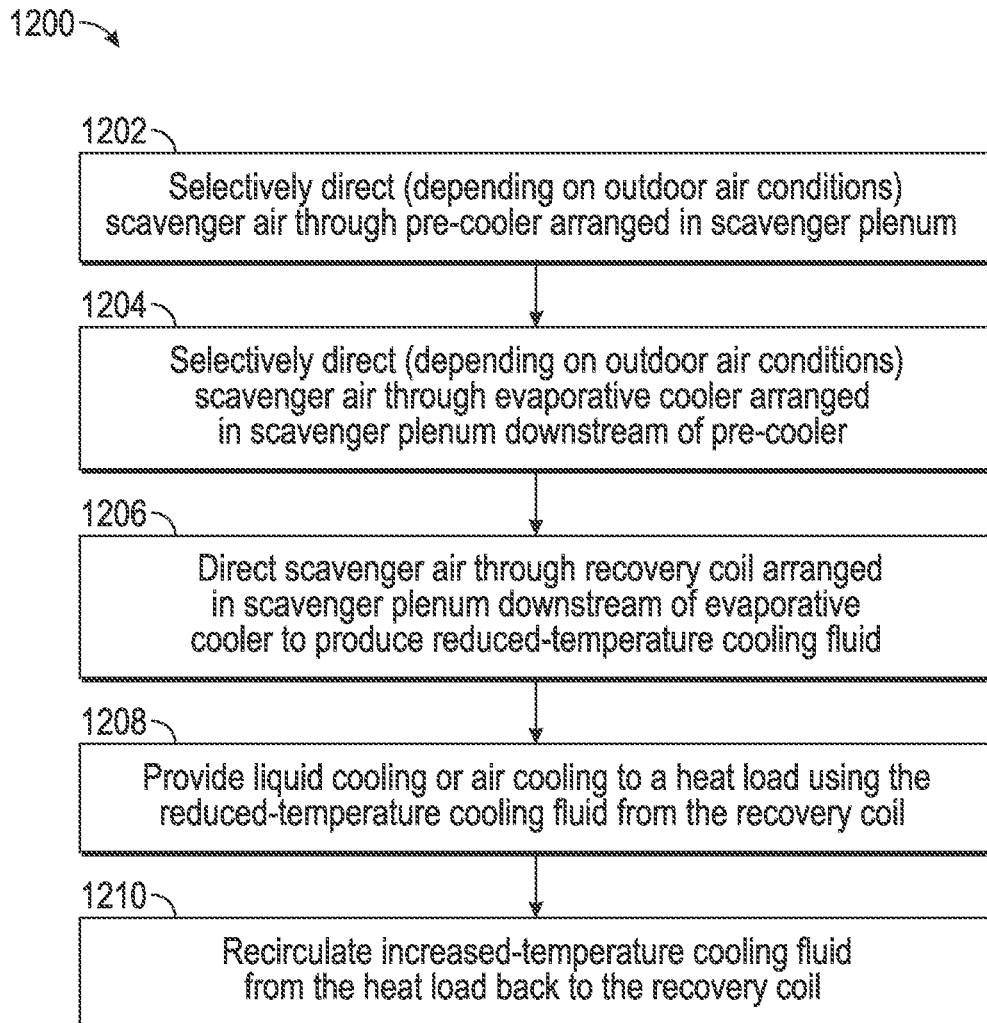 1200
1202
Selectively direct (depending on outdoor air conditions)
scavenger air through pre-cooler arranged in scavenger plenum
1204
Selectively direct (depending on outdoor air conditions)
scavenger air through evaporative cooler arranged
in scavenger plenum downstream of pre-cooler
1206
Direct scavenger air through recovery coil arranged
in scavenger plenum downstream of evaporative
cooler to produce reduced-temperature cooling fluid
1208
Provide liquid cooling or air cooling to a heat load using the
reduced-temperature cooling fluid from the recovery coil
1210
Recirculate increased-temperature cooling fluid
from the heat load back to the recovery coil